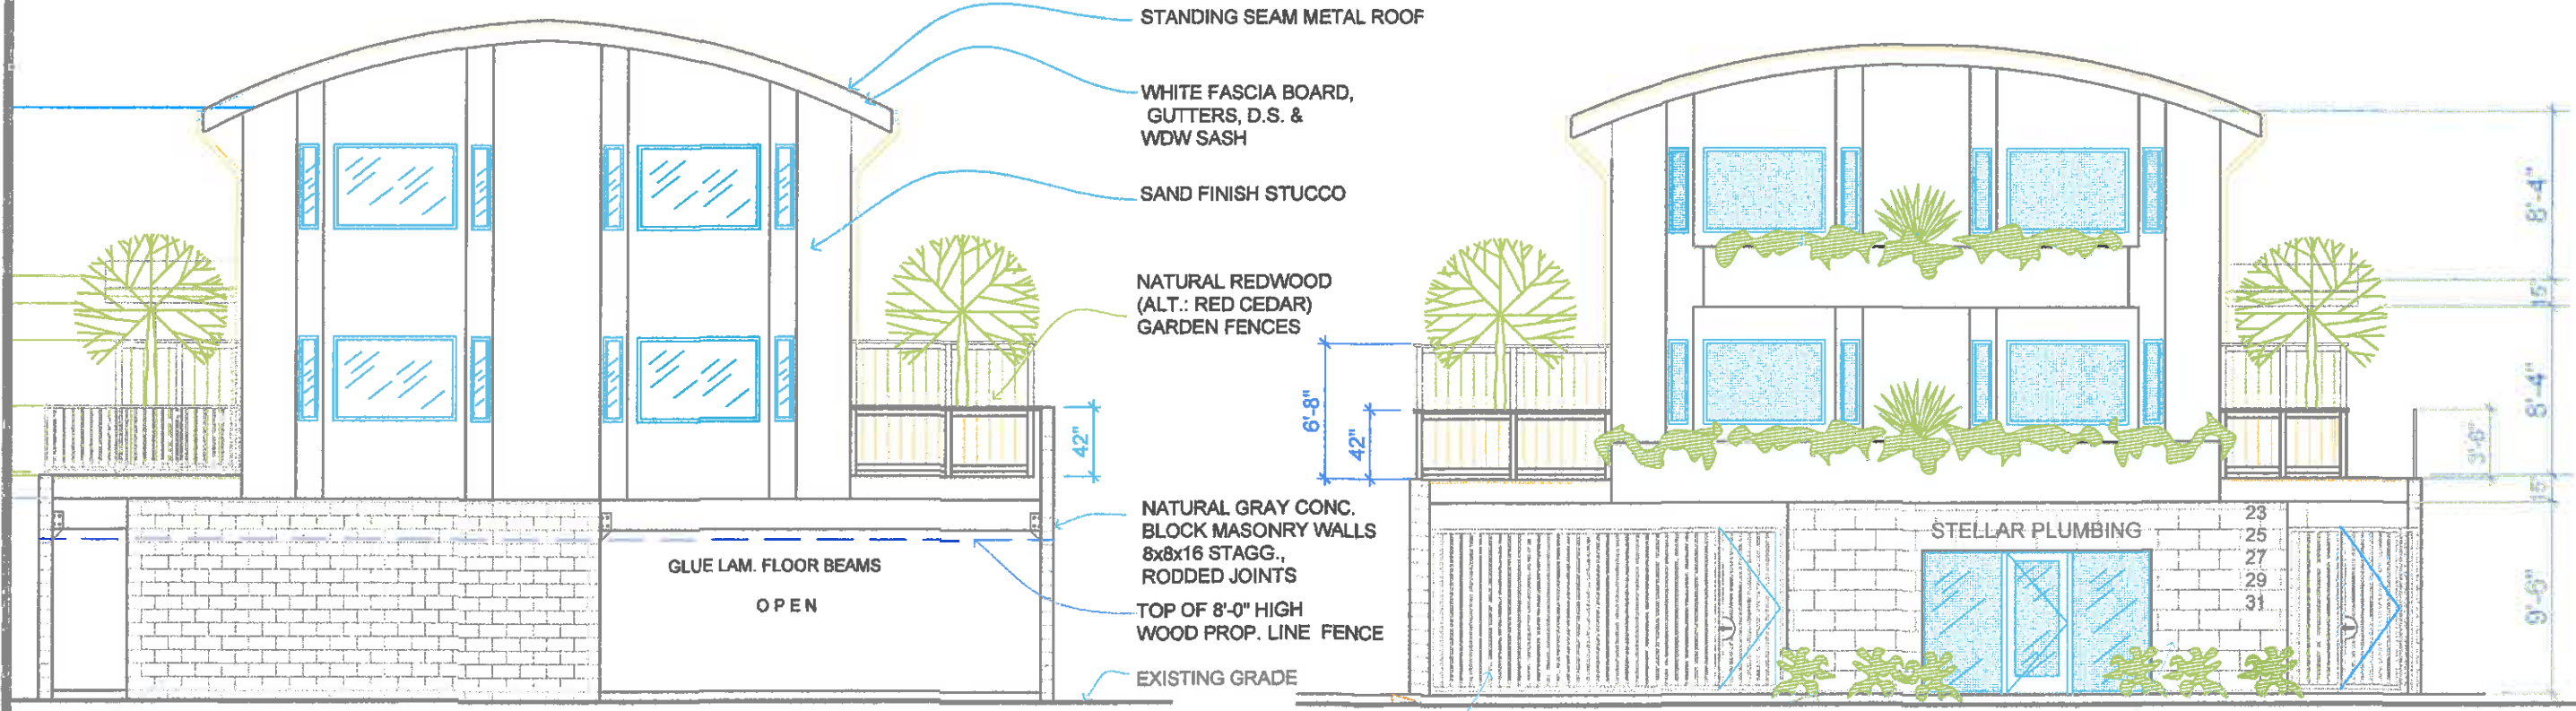 STANDING SEAM METAL ROOF
WHITE FASCIA BOARD,
GUTTERS, D.S. &
WDW SASH
SAND FINISH STUCCO
NATURAL REDWOOD
(ALT.: RED CEDAR)
GARDEN FENCES
42"
NATURAL GRAY CONC.
BLOCK MASONRY WALLS
8x8x16 STAGG.,
RODDED JOINTS
TOP OF 8'-0" HIGH
WOOD PROP. LINE FENCE
EXISTING GRADE
GLUE LAM. FLOOR BEAMS
OPEN
6'-8"
42"
STELLAR PLUMBING
23
25
27
29
31
8'-4"
15"
8'-4"
3'-6"
15"
9'-6"